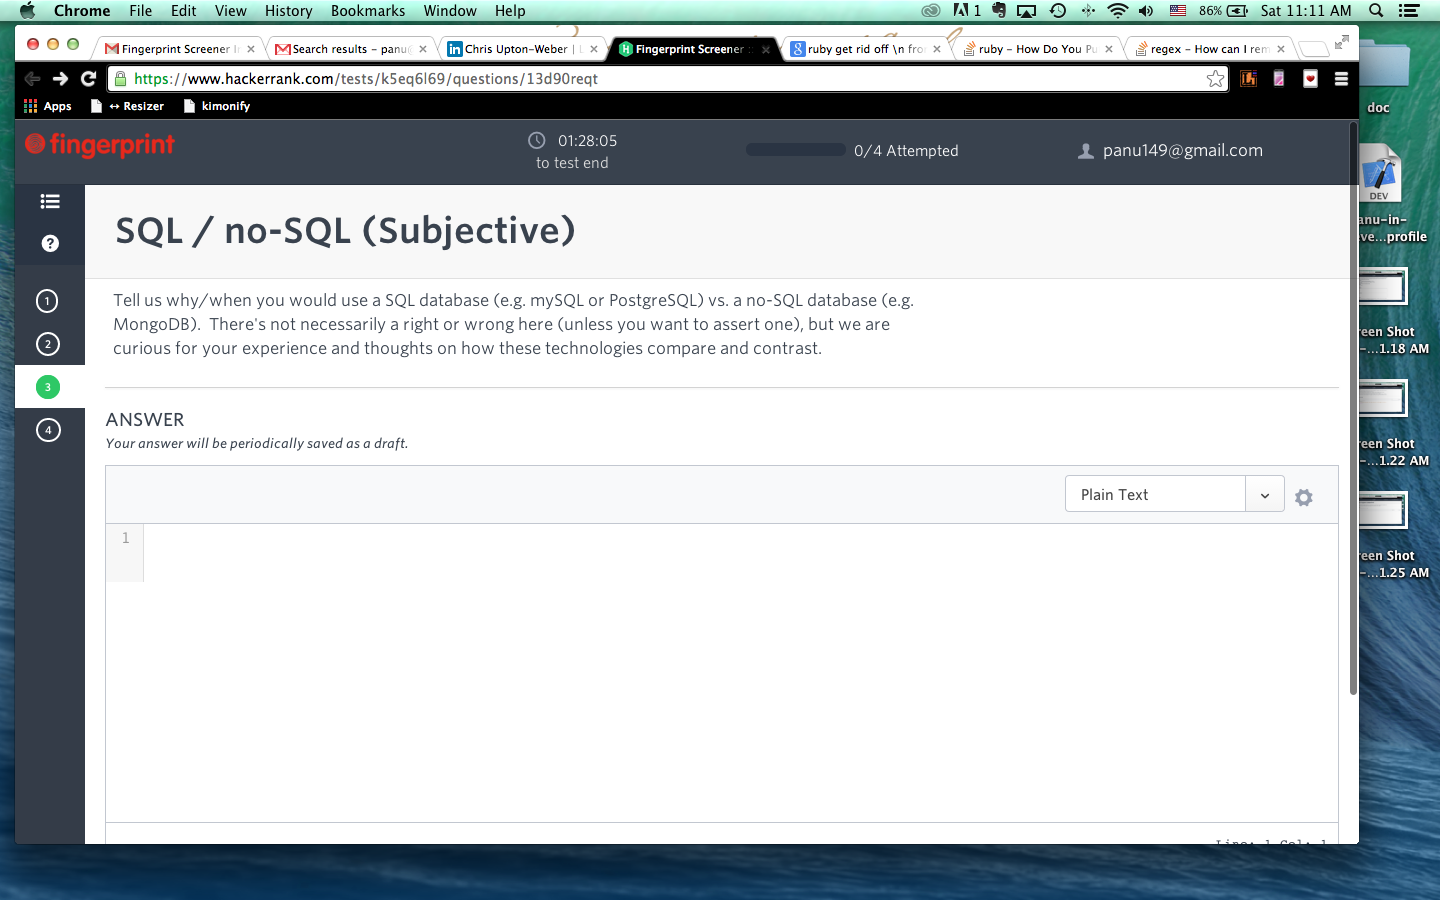 Chrome File Edit View History Bookmarks Window Help 1 86% Sat 11:11 AM
Fingerprint Screener In Search results – panu@ Chris Upton-Weber | L Fingerprint Screener :: ruby get rid off \n fro ruby – How Do You Pu regex – How can I rem
https://www.hackerrank.com/tests/k5eq6l69/questions/13d90reqt
Apps ↔ Resizer kimonify
doc
fingerprint
01:28:05
to test end
0/4 Attempted
panu149@gmail.com
DEV
anu-in-
ve...profile
SQL / no-SQL (Subjective)
?
1
2
3
4
Tell us why/when you would use a SQL database (e.g. mySQL or PostgreSQL) vs. a no-SQL database (e.g.
MongoDB). There's not necessarily a right or wrong here (unless you want to assert one), but we are
curious for your experience and thoughts on how these technologies compare and contrast.
reen Shot
–...1.18 AM
ANSWER
Your answer will be periodically saved as a draft.
reen Shot
–...1.22 AM
Plain Text
1
reen Shot
–...1.25 AM
Line: 1 Col: 1